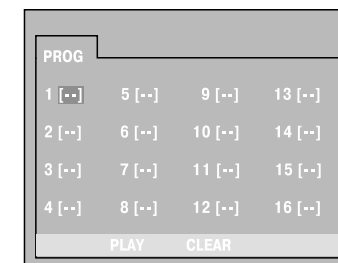 PROG
1 [--] 5 [--] 9 [--] 13 [--]
2 [--] 6 [--] 10 [--] 14 [--]
3 [--] 7 [--] 11 [--] 15 [--]
4 [--] 8 [--] 12 [--] 16 [--]
PLAY CLEAR